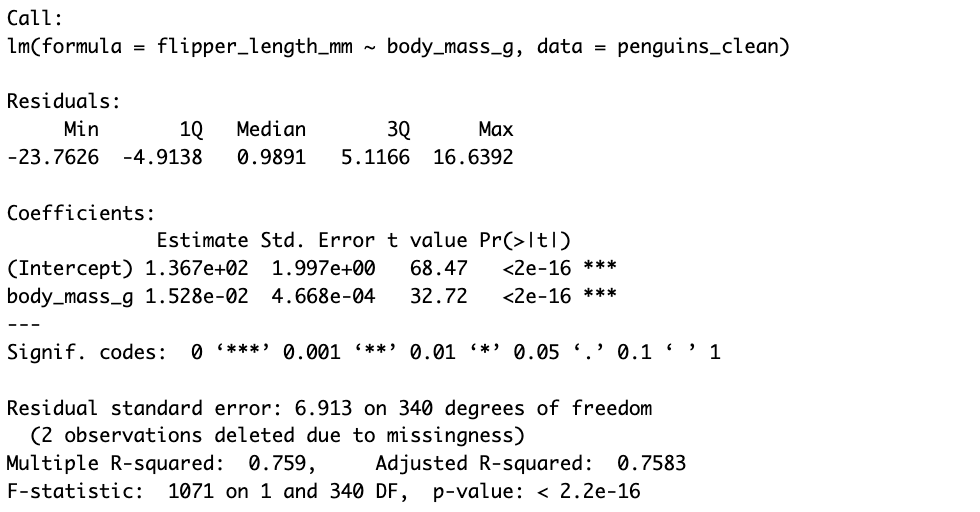 Call:
lm(formula = flipper_length_mm ~ body_mass_g, data = penguins_clean)
Residuals:
     Min       1Q   Median       3Q      Max
-23.7626  -4.9138   0.9891   5.1166  16.6392
Coefficients:
             Estimate Std. Error t value Pr(>|t|)
(Intercept) 1.367e+02  1.997e+00   68.47   <2e-16 ***
body_mass_g 1.528e-02  4.668e-04   32.72   <2e-16 ***
---
Signif. codes:  0 ‘***’ 0.001 ‘**’ 0.01 ‘*’ 0.05 ‘.’ 0.1 ‘ ’ 1
Residual standard error: 6.913 on 340 degrees of freedom
  (2 observations deleted due to missingness)
Multiple R-squared:  0.759,	Adjusted R-squared:  0.7583
F-statistic:  1071 on 1 and 340 DF,  p-value: < 2.2e-16